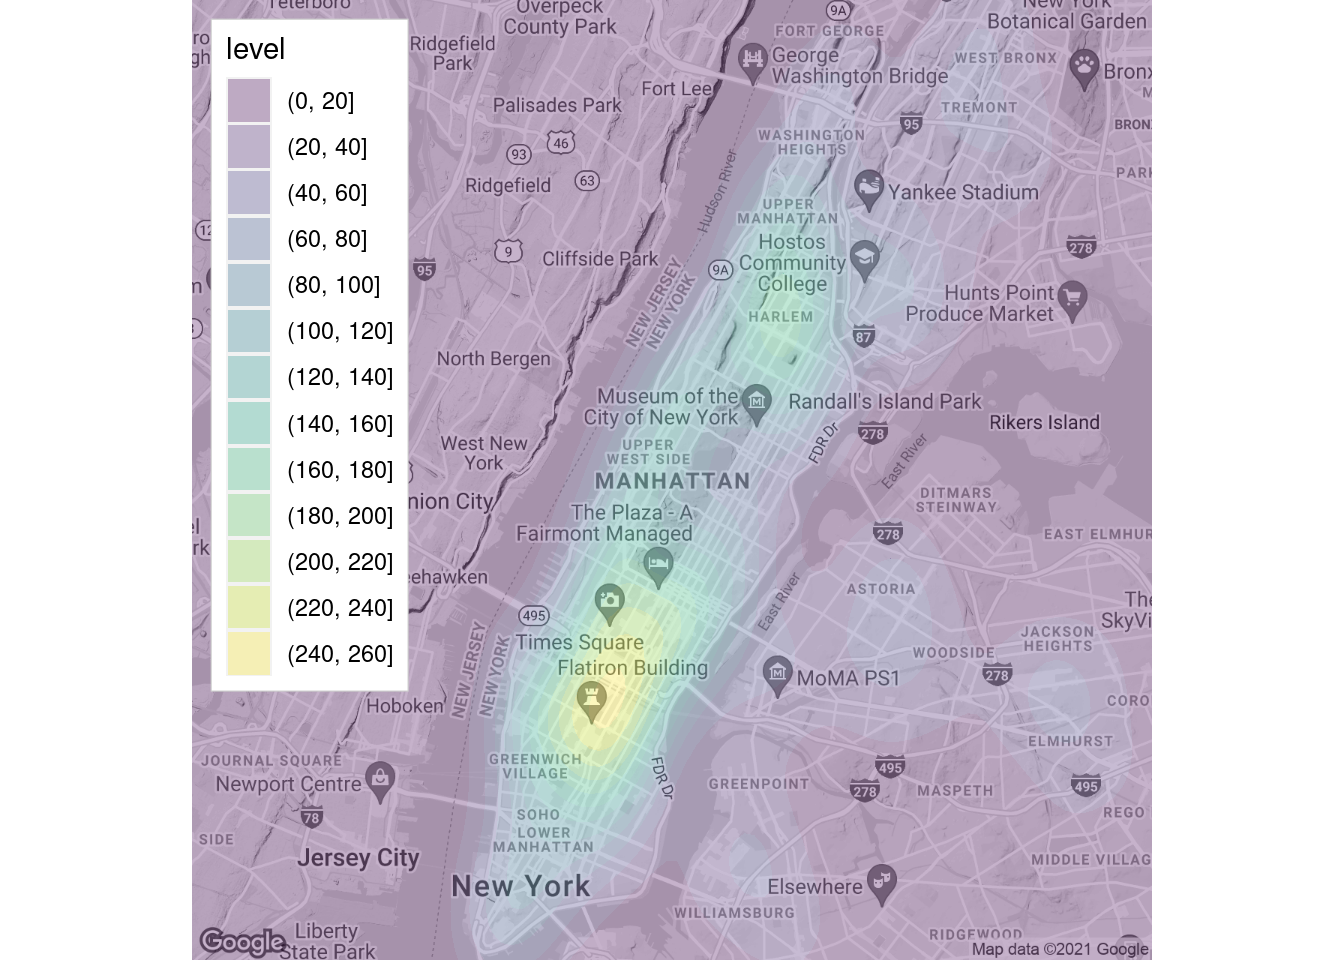 level
(0, 20]
(20, 40]
(40, 60]
(60, 80]
(80, 100]
(100, 120]
(120, 140]
(140, 160]
(160, 180]
(180, 200]
(200, 220]
(220, 240]
(240, 260]
Teterboro
Overpeck
County Park
Ridgefield
Park
Palisades Park
Fort Lee
46
93
63
Ridgefield
9
95
Cliffside Park
North Bergen
West New
York
nion City
eehawken
495
Hoboken
JOURNAL SQUARE
Newport Centre
78
SIDE
Jersey City
Liberty
State Park
Google
9A
FORT GEORGE
George
Washington Bridge
New York
Botanical Garden
WEST BRONX
Bronx
TREMONT
95
BRON
PARK
WASHINGTON
HEIGHTS
Hudson River
Yankee Stadium
UPPER
MANHATTAN
Hostos
Community
College
278
9A
NEW JERSEY
NEW YORK
HARLEM
Hunts Point
Produce Market
87
Museum of the
City of New York
Randall's Island Park
Rikers Island
278
FDR Dr
East River
UPPER
WEST SIDE
MANHATTAN
DITMARS
STEINWAY
The Plaza - A
Fairmont Managed
278
EAST ELMHUR
ASTORIA
East River
The
SkyVi
Times Square
JACKSON
HEIGHTS
WOODSIDE
Flatiron Building
278
MoMA PS1
NEW JERSEY
NEW YORK
CORO
ELMHURST
GREENWICH
VILLAGE
FDR Dr
495
GREENPOINT
278
MASPETH
495
REGO
SOHO
LOWER
MANHATTAN
MIDDLE VILLAG
New York
Elsewhere
WILLIAMSBURG
RIDGEWOOD
Map data ©2021 Google